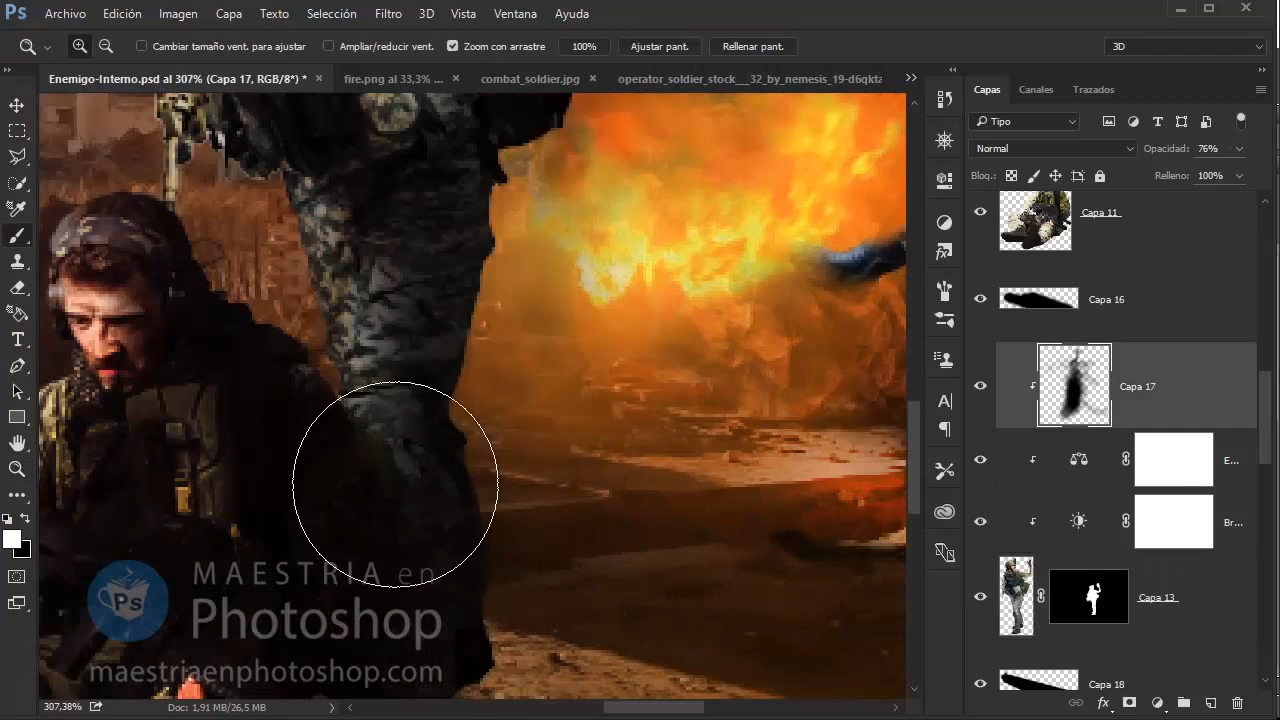 Ps Archivo Edición Imagen Capa Texto Selección Filtro 3D Vista Ventana Ayuda
Cambiar tamaño vent. para ajustar Ampliar/reducir vent. Zoom con arrastre 100% Ajustar pant. Rellenar pant. 3D
Enemigo-Interno.psd al 307% (Capa 17, RGB/8*) * × fire.png al 33,3% ... × combat_soldier.jpg × operator_soldier_stock__32_by_nemesis_19-d6qkta »
Capas Canales Trazados
Tipo
Normal Opacidad: 76%
Bloq.: Relleno: 100%
Capa 11
Capa 16
Capa 17
E...
Br...
Capa 13
Capa 18
MAESTRIA en
Photoshop
maestriaenphotoshop.com
Ps
307,38% Doc: 1,91 MB/26,5 MB